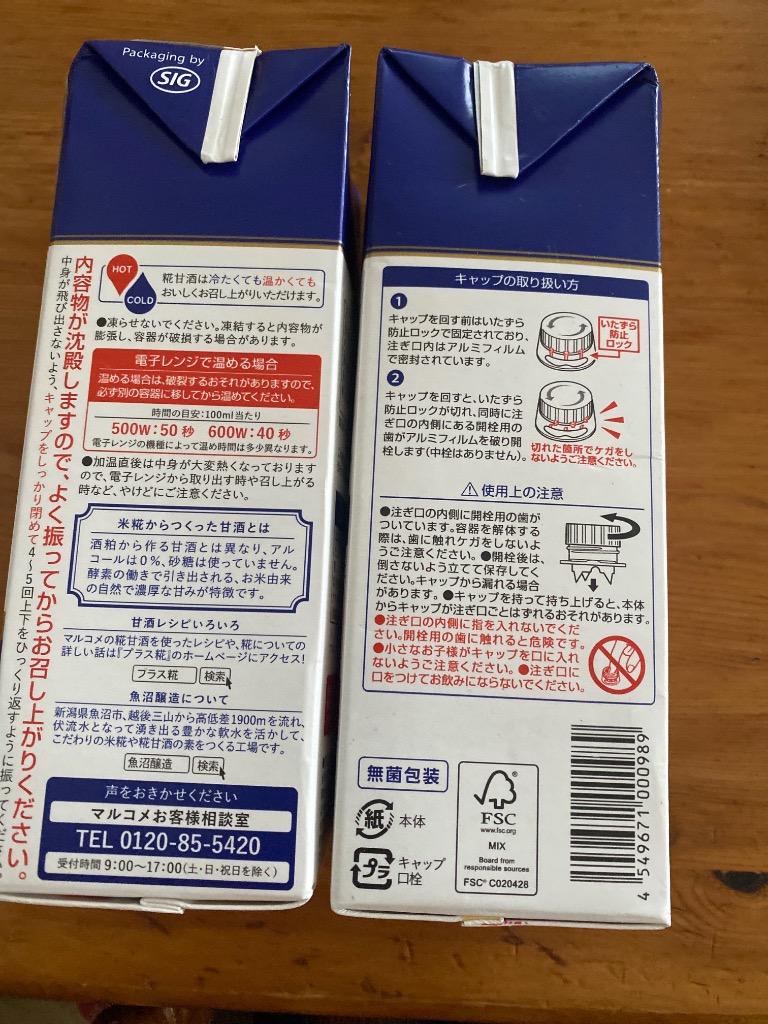 Packaging by
SIG
HOT
COLD
糀甘酒は冷たくても温かくても
おいしくお召し上がりいただけます。
内容物が沈殿しますので、よく振ってからお召し上がりください。
中身が飛び出さないよう、キャップをしっかり閉めて4〜5回上下をひっくり返すように振ってください。
●凍らせないでください。凍結すると内容物が
膨張し、容器が破損する場合があります。
電子レンジで温める場合
温める場合は、破裂するおそれがありますので、
必ず別の容器に移してから温めてください。
時間の目安:100ml当たり
500W:50秒 600W:40秒
電子レンジの機種によって温め時間は多少異なります。
●加温直後は中身が大変熱くなっております
ので、電子レンジから取り出す時や召し上がる
時など、やけどにご注意ください。
米糀からつくった甘酒とは
酒粕から作る甘酒とは異なり、アル
コールは0%、砂糖は使っていません。
酵素の働きで引き出される、お米由来
の自然で濃厚な甘みが特徴です。
甘酒レシピいろいろ
マルコメの糀甘酒を使ったレシピや、糀についての
詳しい話は『プラス糀』のホームページにアクセス!
プラス糀 検索
魚沼醸造について
新潟県魚沼市、越後三山から高低差1900mを流れ、
伏流水となって湧き出る豊かな軟水を活かして、
こだわりの米糀や糀甘酒の素をつくる工場です。
魚沼醸造 検索
声をおきかせください
マルコメお客様相談室
TEL 0120-85-5420
受付時間 9:00〜17:00(土・日・祝日を除く)
キャップの取り扱い方
1
キャップを回す前はいたずら
防止ロックで固定されており、
注ぎ口内はアルミフィルム
で密封されています。
いたずら
防止
ロック
2
キャップを回すと、いたずら
防止ロックが切れ、同時に注
ぎ口の内側にある開栓用の
歯がアルミフィルムを破り開
栓します(中栓はありません)。
切れた箇所でケガをし
ないようご注意ください。
⚠使用上の注意
●注ぎ口の内側に開栓用の歯が
ついています。容器を解体する
際は、歯に触れケガをしないよ
うご注意ください。●開栓後は、
倒さないよう立てて保存してく
ださい。キャップから漏れる場合
があります。●キャップを持って持ち上げると、本体
からキャップが注ぎ口ごとはずれるおそれがあります。
●注ぎ口の内側に指を入れないでくだ
さい。開栓用の歯に触れると危険です。
●小さなお子様がキャップを口に入れ
ないようご注意ください。●注ぎ口に
口をつけてお飲みにならないでください。
無菌包装
紙 本体
プラ キャップ
口栓
FSC
www.fsc.org
MIX
Board from
responsible sources
FSC® C020428
4 549671 000989